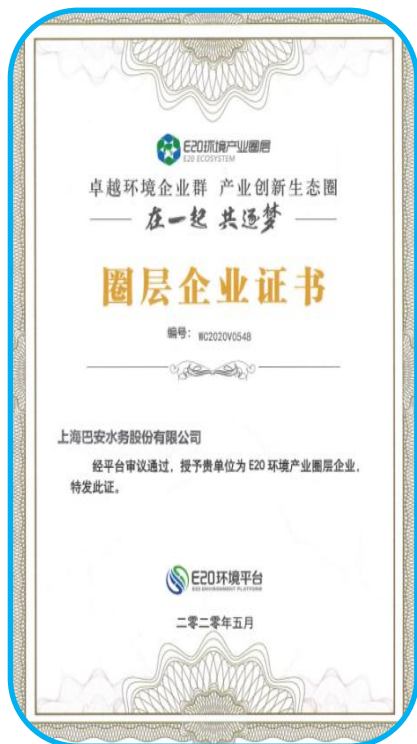 E20环境产业圈层
E20 ECOSYSTEM
卓越环境企业群 产业创新生态圈
在一起 共逐梦
圈层企业证书
编号： WC2020V0548
上海巴安水务股份有限公司
经平台审议通过，授予贵单位为 E20 环境产业圈层企业，
特发此证。
E20环境平台
E20 ENVIRONMENT PLATFORM
二零二零年五月